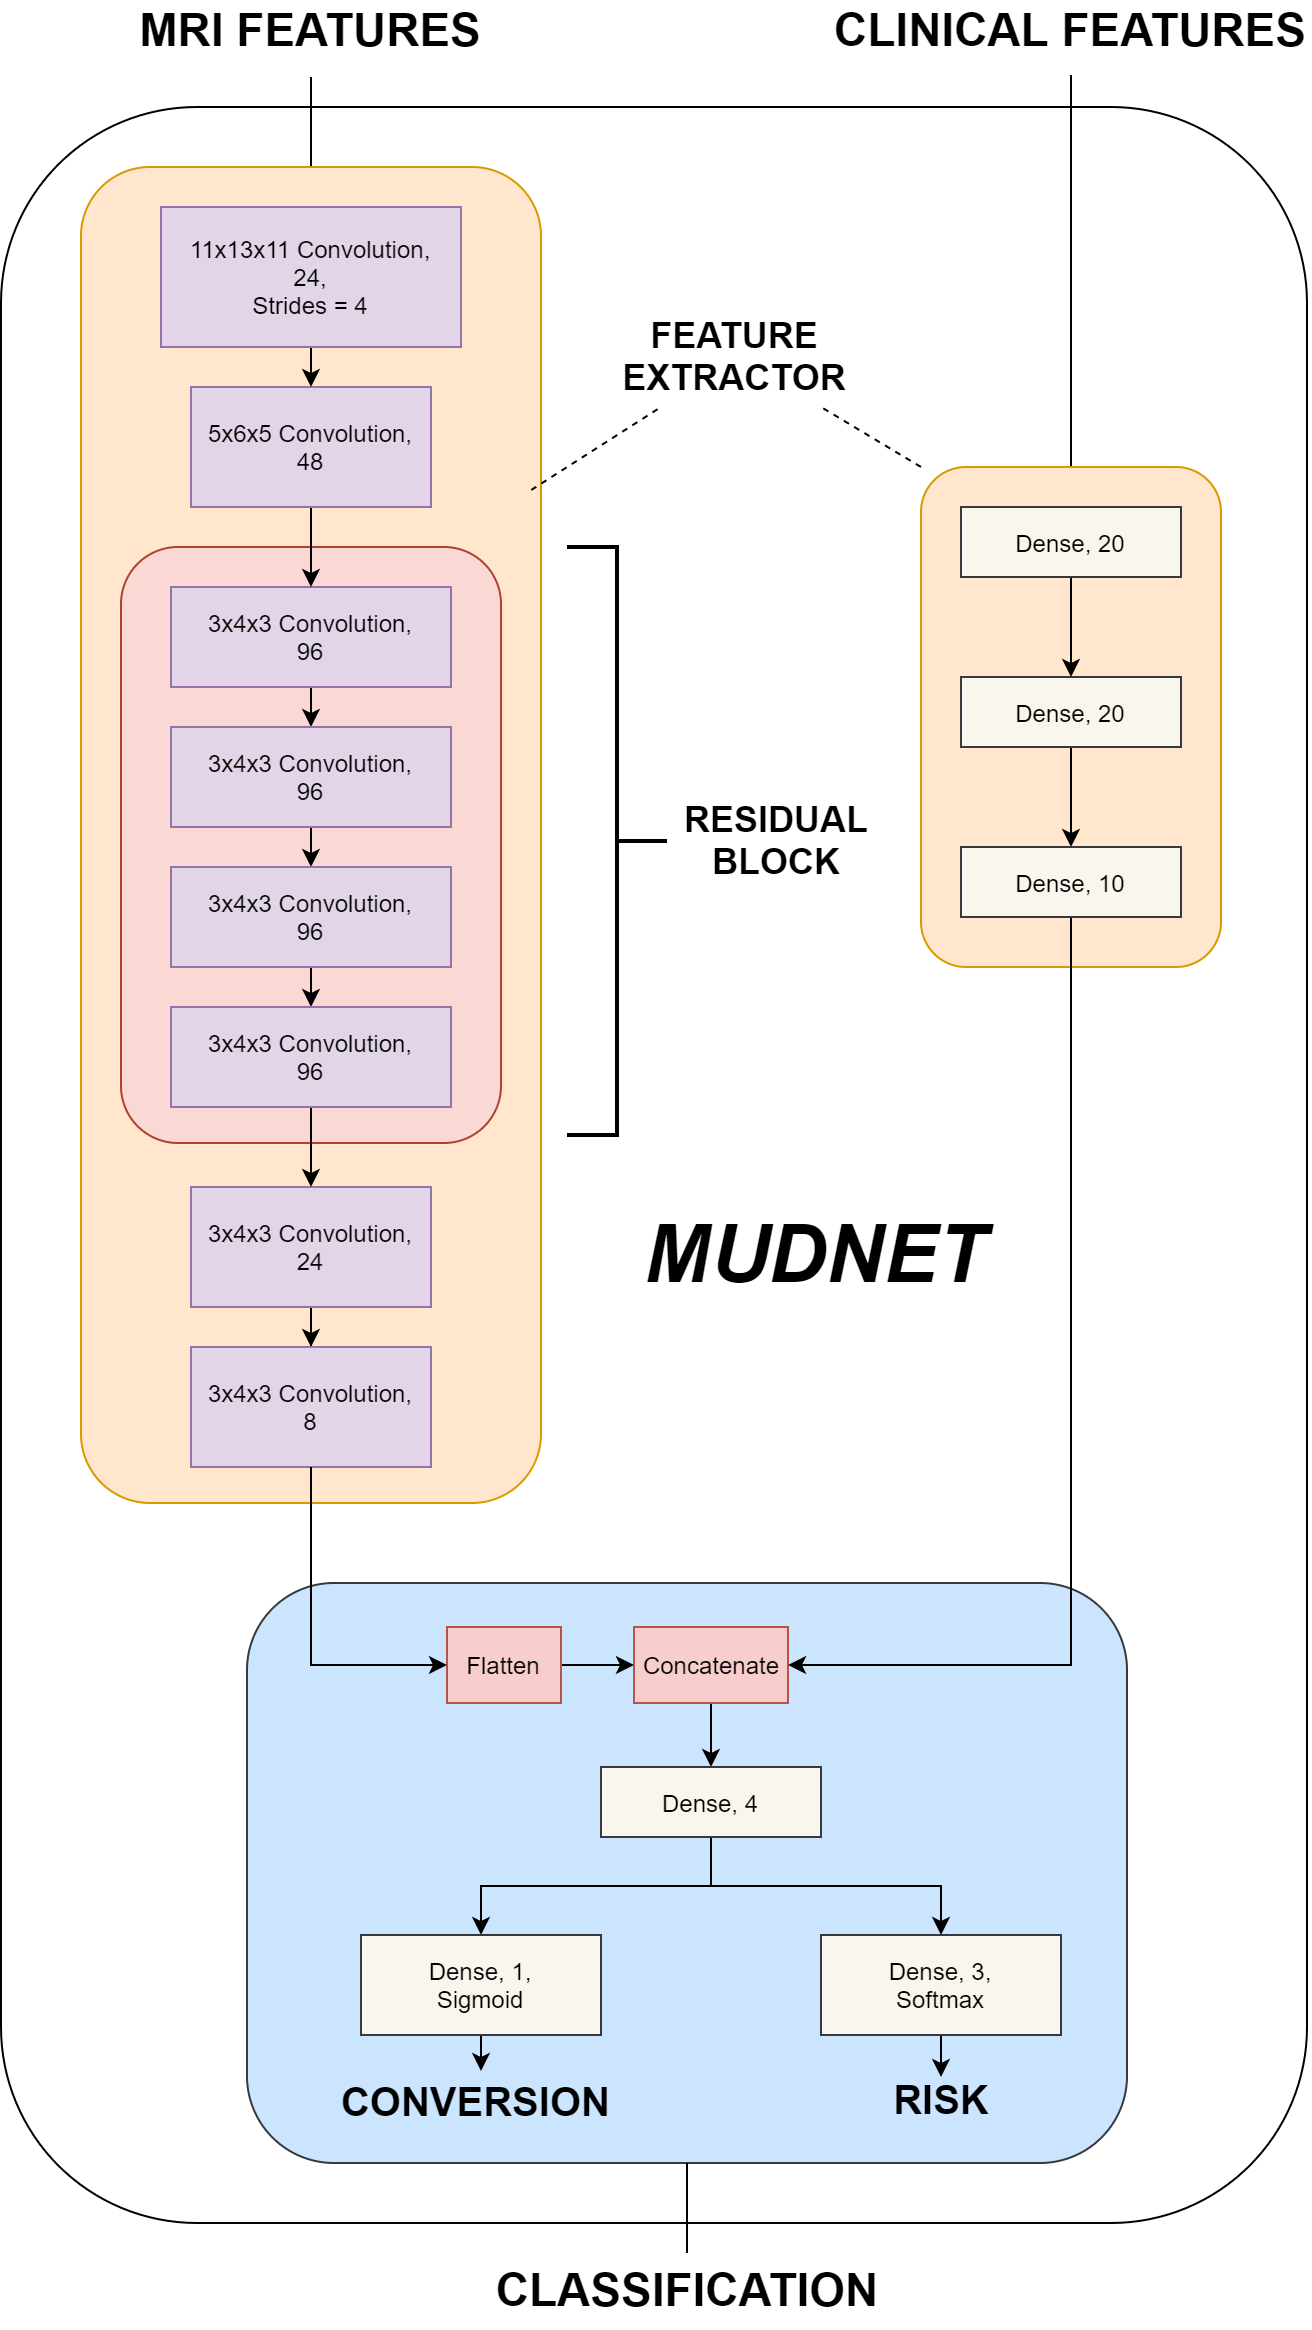 MRI FEATURES
CLINICAL FEATURES
11x13x11 Convolution,
24,
Strides = 4
5x6x5 Convolution,
48
FEATURE
EXTRACTOR
3x4x3 Convolution,
96
3x4x3 Convolution,
96
3x4x3 Convolution,
96
3x4x3 Convolution,
96
RESIDUAL
BLOCK
Dense, 20
Dense, 20
Dense, 10
3x4x3 Convolution,
24
3x4x3 Convolution,
8
MUDNET
Flatten
Concatenate
Dense, 4
Dense, 1,
Sigmoid
Dense, 3,
Softmax
CONVERSION
RISK
CLASSIFICATION